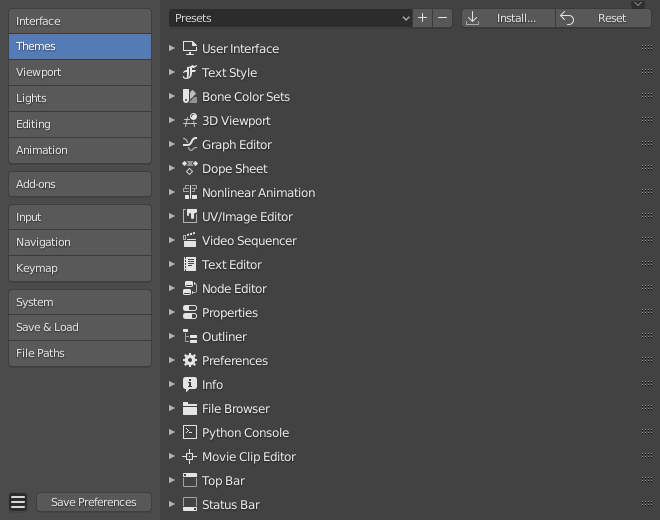 Interface
Themes
Viewport
Lights
Editing
Animation
Add-ons
Input
Navigation
Keymap
System
Save & Load
File Paths
Save Preferences
Presets
Install...
Reset
User Interface
Text Style
Bone Color Sets
3D Viewport
Graph Editor
Dope Sheet
Nonlinear Animation
UV/Image Editor
Video Sequencer
Text Editor
Node Editor
Properties
Outliner
Preferences
Info
File Browser
Python Console
Movie Clip Editor
Top Bar
Status Bar